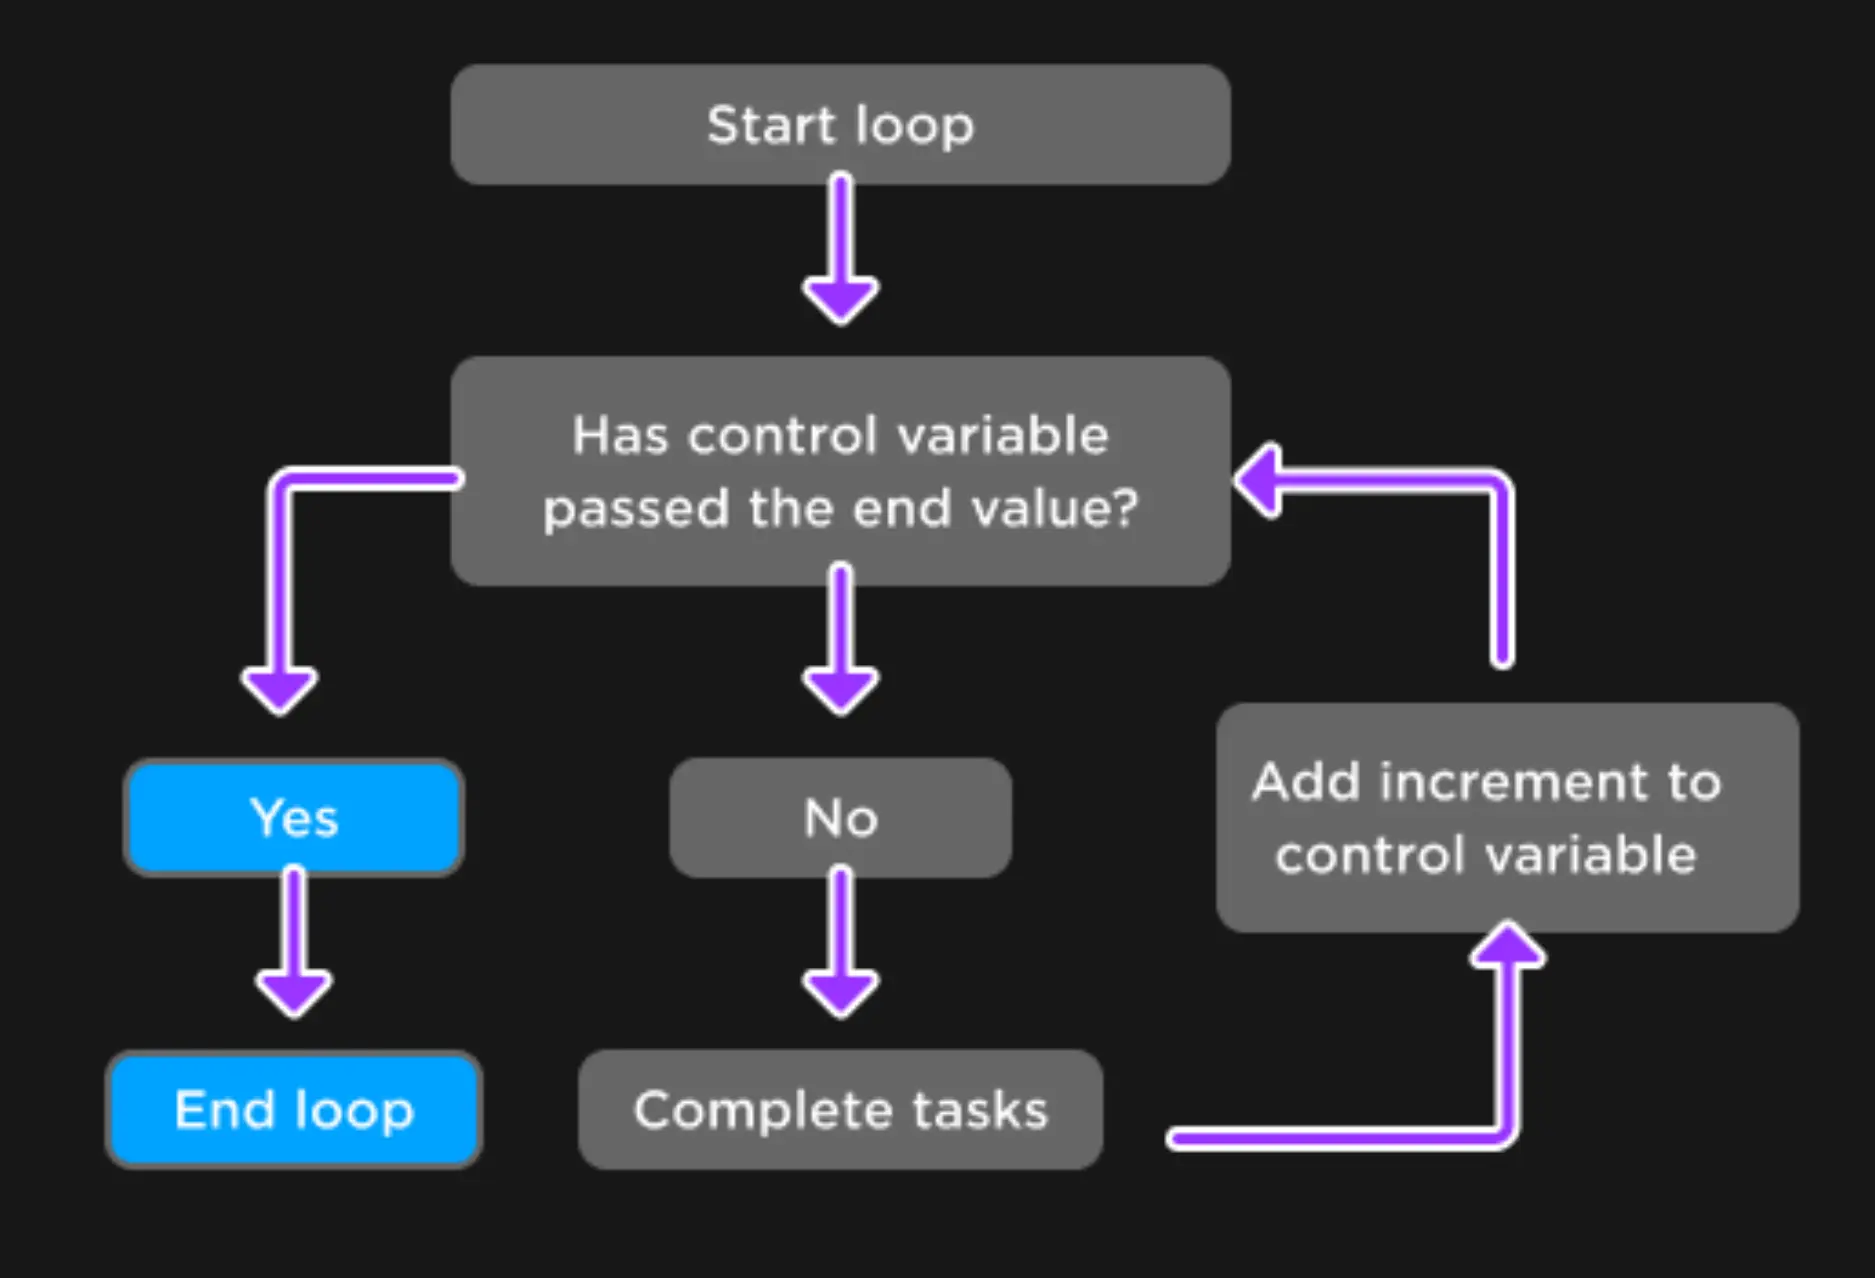 Start loop
Has control variable
passed the end value?
Yes
No
Add increment to
control variable
End loop
Complete tasks